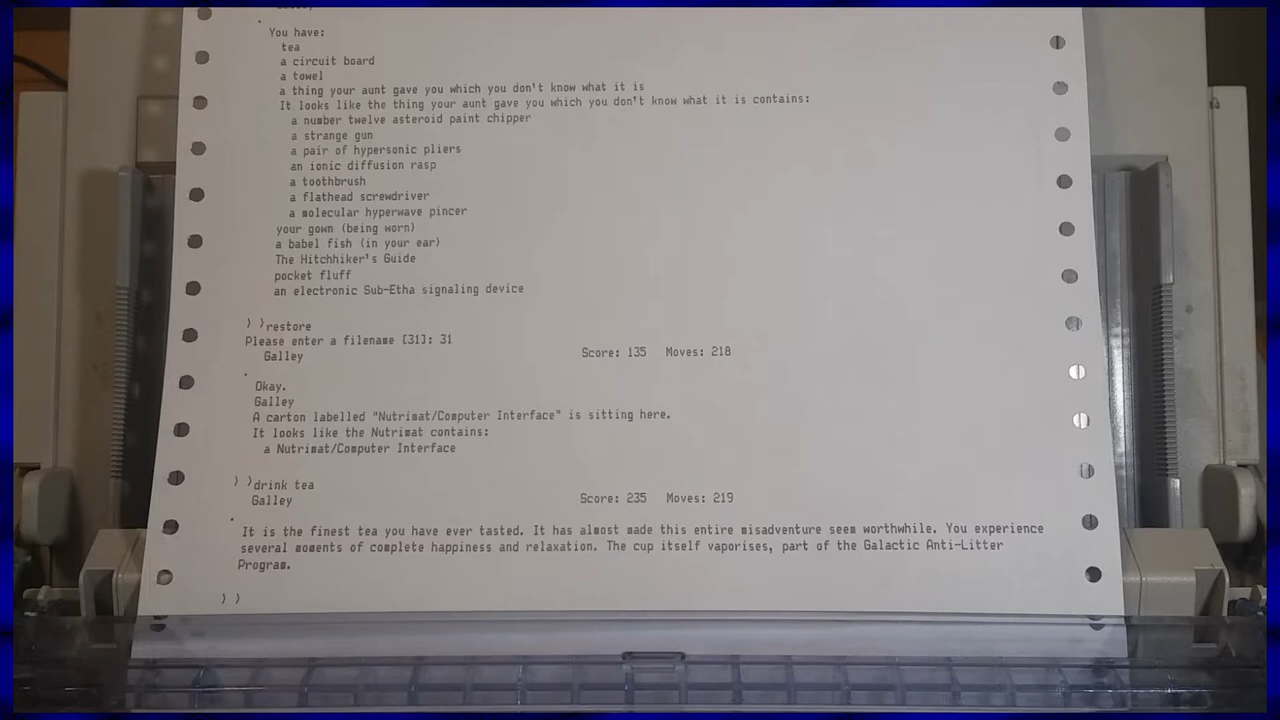 You have:
tea
a circuit board
a towel
a thing your aunt gave you which you don't know what it is
It looks like the thing your aunt gave you which you don't know what it is contains:
a number twelve asteroid paint chipper
a strange gun
a pair of hypersonic pliers
an ionic diffusion rasp
a toothbrush
a flathead screwdriver
a molecular hyperwave pincer
your gown (being worn)
a babel fish (in your ear)
The Hitchhiker's Guide
pocket fluff
an electronic Sub-Etha signaling device
> >restore
Please enter a filename [31]: 31
Galley Score: 135 Moves: 218
.
Okay.
Galley
A carton labelled "Nutrimat/Computer Interface" is sitting here.
It looks like the Nutrimat contains:
a Nutrimat/Computer Interface
> >drink tea
Galley Score: 235 Moves: 219
.
It is the finest tea you have ever tasted. It has almost made this entire misadventure seem worthwhile. You experience
several moments of complete happiness and relaxation. The cup itself vaporises, part of the Galactic Anti-Litter
Program.
> >